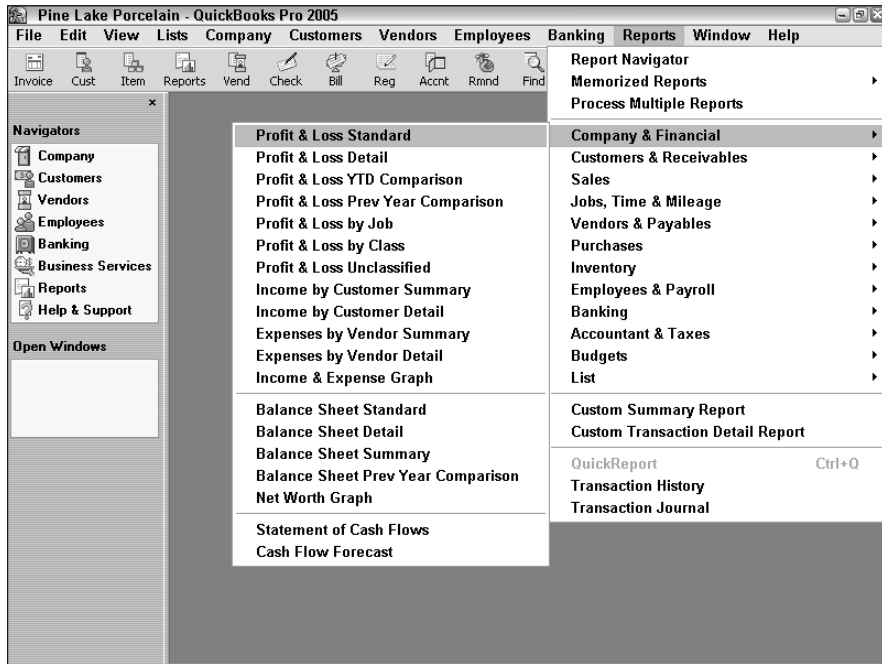 Pine Lake Porcelain - QuickBooks Pro 2005
File Edit View Lists Company Customers Vendors Employees Banking Reports Window Help
Invoice Cust Item Reports Vend Check Bill Reg Accnt Rmnd Find
Navigators
Company
Customers
Vendors
Employees
Banking
Business Services
Reports
Help & Support
Open Windows
Report Navigator
Memorized Reports
Process Multiple Reports
Company & Financial
Customers & Receivables
Sales
Jobs, Time & Mileage
Vendors & Payables
Purchases
Inventory
Employees & Payroll
Banking
Accountant & Taxes
Budgets
List
Custom Summary Report
Custom Transaction Detail Report
QuickReport Ctrl+Q
Transaction History
Transaction Journal
Profit & Loss Standard
Profit & Loss Detail
Profit & Loss YTD Comparison
Profit & Loss Prev Year Comparison
Profit & Loss by Job
Profit & Loss by Class
Profit & Loss Unclassified
Income by Customer Summary
Income by Customer Detail
Expenses by Vendor Summary
Expenses by Vendor Detail
Income & Expense Graph
Balance Sheet Standard
Balance Sheet Detail
Balance Sheet Summary
Balance Sheet Prev Year Comparison
Net Worth Graph
Statement of Cash Flows
Cash Flow Forecast